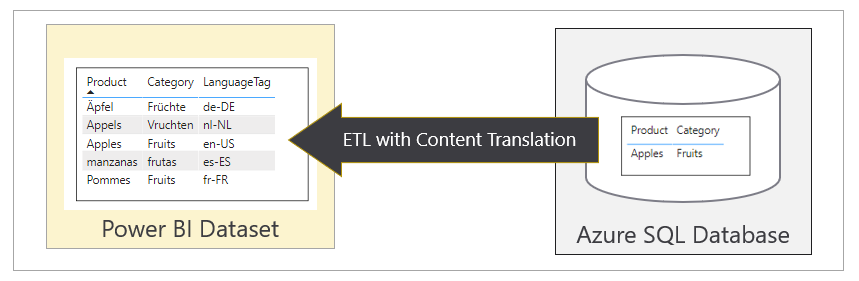 Product Category LanguageTag
Äpfel Früchte de-DE
Appels Vruchten nl-NL
Apples Fruits en-US
manzanas frutas es-ES
Pommes Fruits fr-FR
Power BI Dataset
ETL with Content Translation
Product Category
Apples Fruits
Azure SQL Database